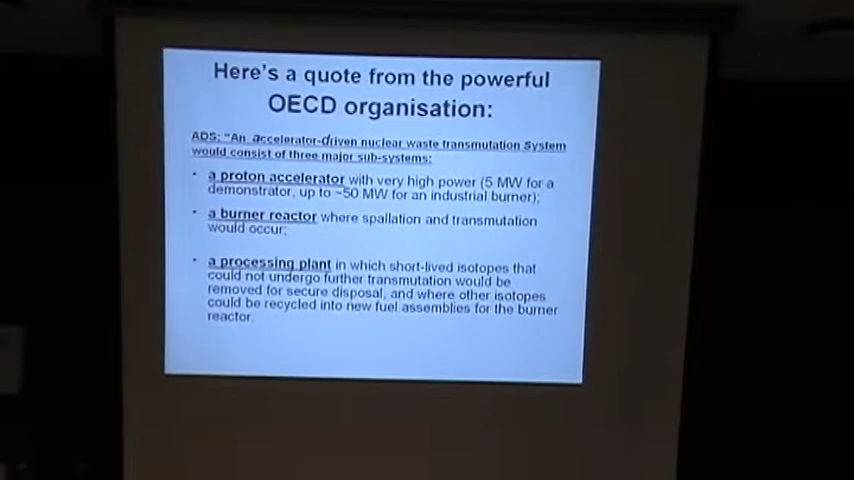 Here's a quote from the powerful
OECD organisation:
ADS: "An accelerator-driven nuclear waste transmutation System
would consist of three major sub-systems:
· a proton accelerator with very high power (5 MW for a
demonstrator, up to ~50 MW for an industrial burner);
· a burner reactor where spallation and transmutation
would occur;
· a processing plant in which short-lived isotopes that
could not undergo further transmutation would be
removed for secure disposal, and where other isotopes
could be recycled into new fuel assemblies for the burner
reactor.